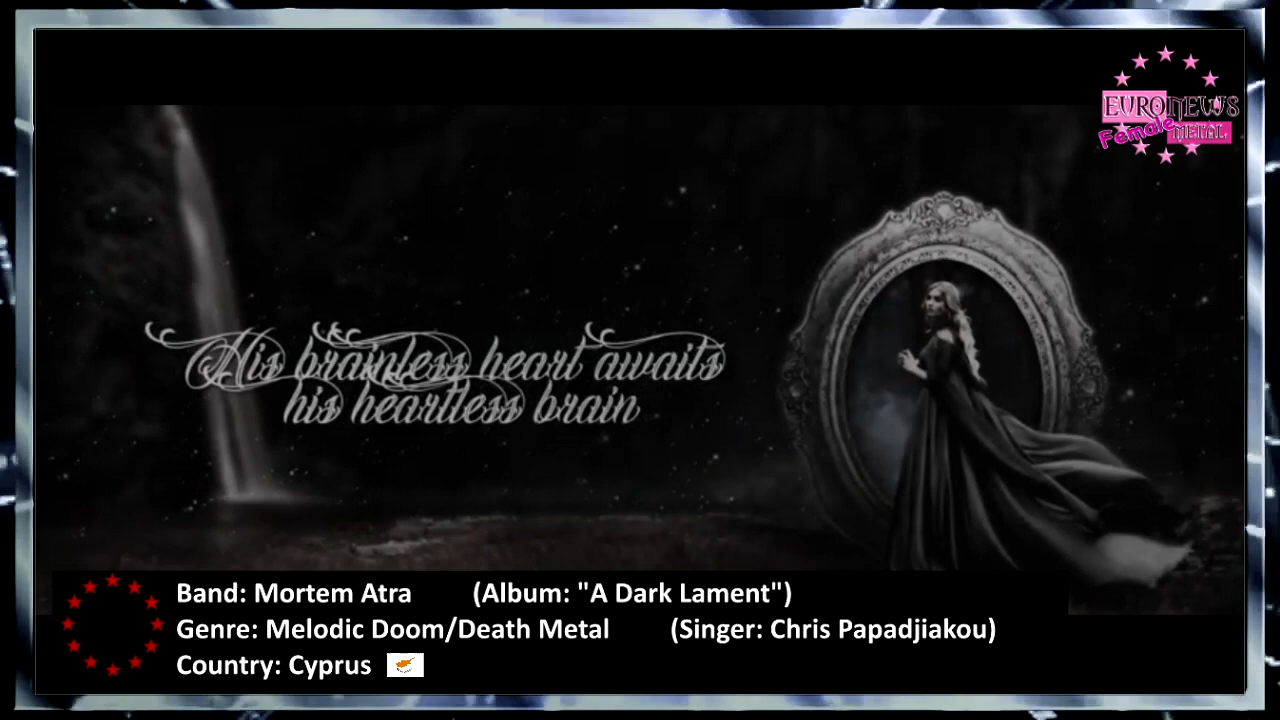 EURONEWS
Female METAL
His brainless heart awaits
his heartless brain
Band: Mortem Atra (Album: "A Dark Lament")
Genre: Melodic Doom/Death Metal (Singer: Chris Papadjiakou)
Country: Cyprus